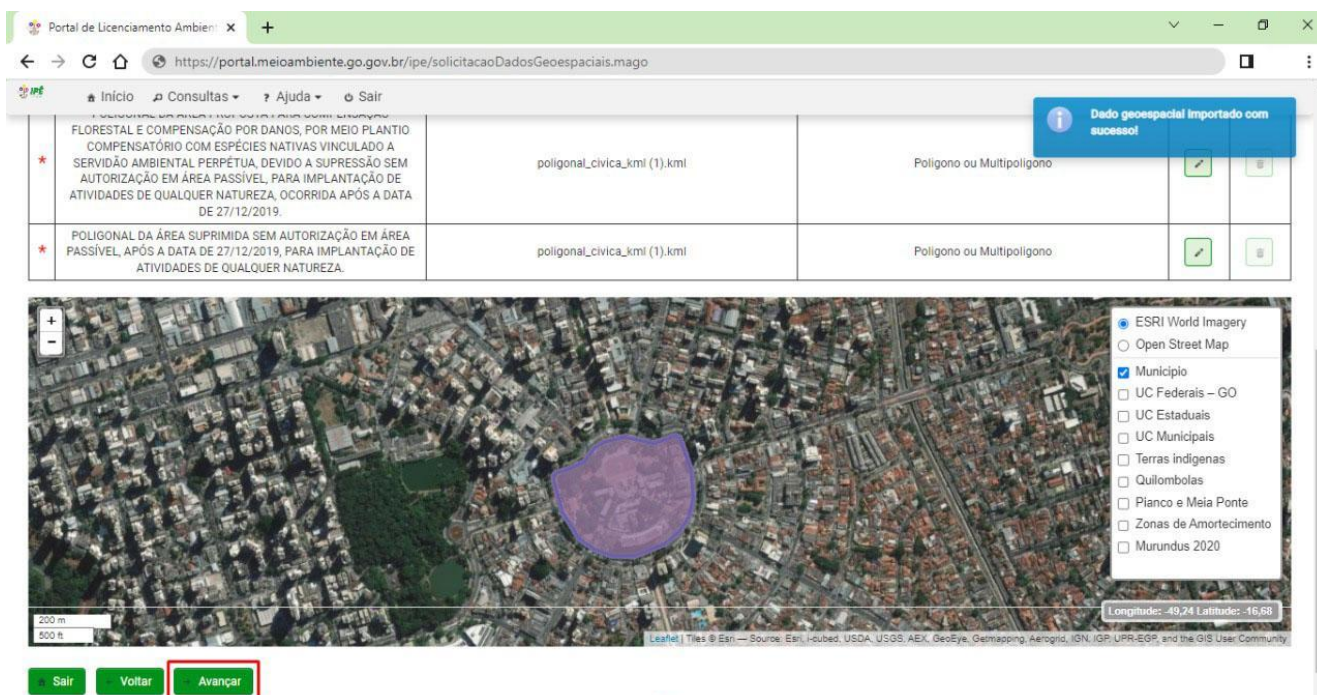 Portal de Licenciamento Ambien
https://portal.meioambiente.go.gov.br/ipe/solicitacaoDadosGeoespaciais.mago
IPÊ
Início
Consultas
Ajuda
Sair
Dado geoespacial importado com
sucesso!
POLIGONAL DA ÁREA PROPOSTA PARA COMPENSAÇÃO
FLORESTAL E COMPENSAÇÃO POR DANOS, POR MEIO PLANTIO
COMPENSATÓRIO COM ESPÉCIES NATIVAS VINCULADO A
* SERVIDÃO AMBIENTAL PERPÉTUA, DEVIDO A SUPRESSÃO SEM
AUTORIZAÇÃO EM ÁREA PASSÍVEL, PARA IMPLANTAÇÃO DE
ATIVIDADES DE QUALQUER NATUREZA, OCORRIDA APÓS A DATA
DE 27/12/2019.
poligonal_civica_kml (1).kml
Poligono ou Multipoligono
POLIGONAL DA ÁREA SUPRIMIDA SEM AUTORIZAÇÃO EM ÁREA
* PASSÍVEL, APÓS A DATA DE 27/12/2019, PARA IMPLANTAÇÃO DE
ATIVIDADES DE QUALQUER NATUREZA.
poligonal_civica_kml (1).kml
Poligono ou Multipoligono
+
-
ESRI World Imagery
Open Street Map
Municipio
UC Federais – GO
UC Estaduais
UC Municipais
Terras indigenas
Quilombolas
Pianco e Meia Ponte
Zonas de Amortecimento
Murundus 2020
Longitude: -49,24 Latitude: -16,68
200 m
500 ft
Leaflet | Tiles © Esri — Source: Esri, i-cubed, USDA, USGS, AEX, GeoEye, Getmapping, Aerogrid, IGN, IGP, UPR-EGP, and the GIS User Community
Sair
Voltar
Avançar